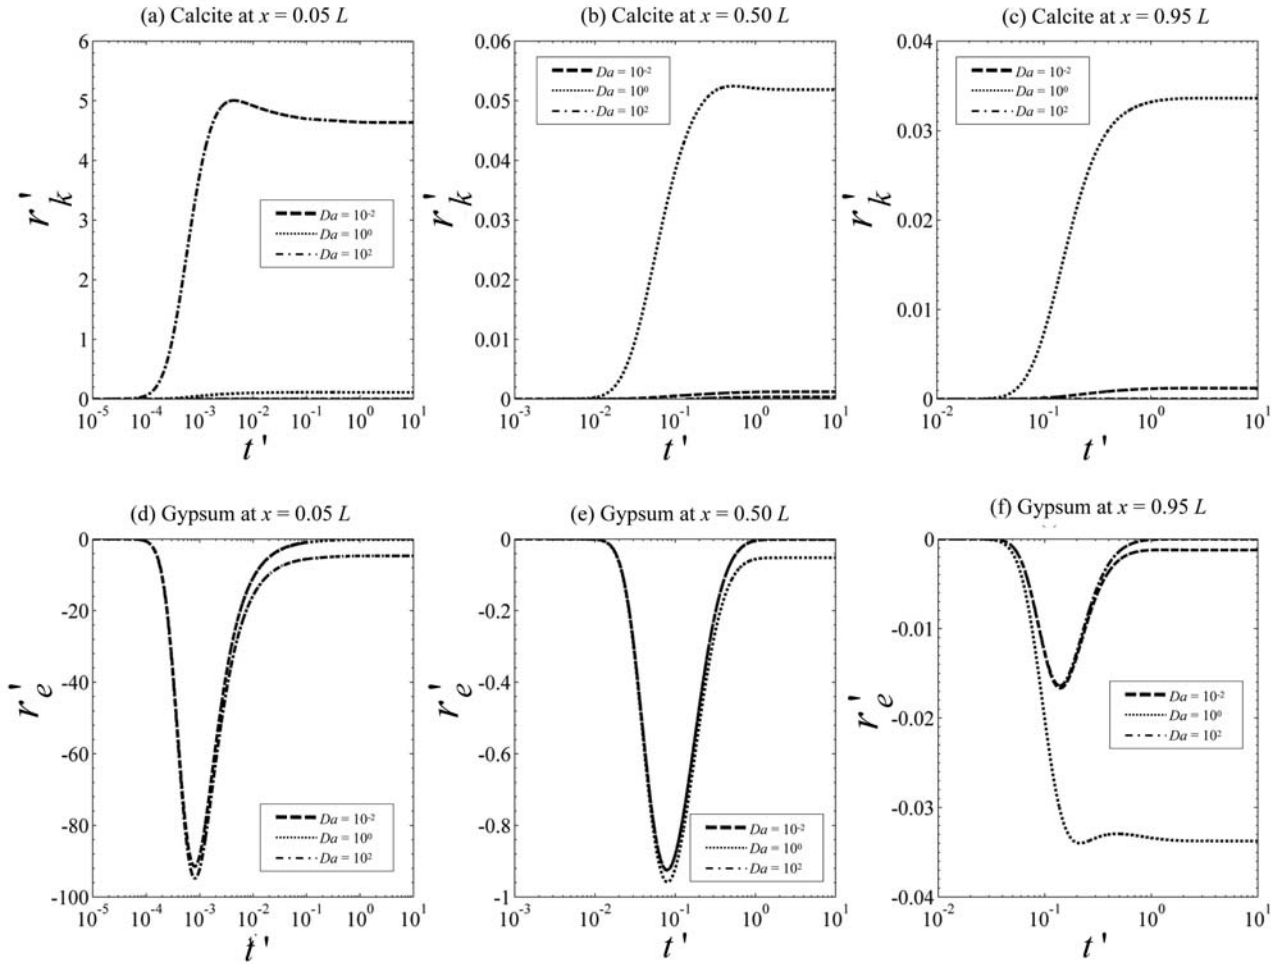 (a) Calcite at x = 0.05 L
(b) Calcite at x = 0.50 L
(c) Calcite at x = 0.95 L
6
5
4
3
2
1
0
r'k
Da = 10-2
Da = 10⁰
Da = 10²
10-5 10-4 10-3 10-2 10-1 10⁰ 10¹
t'
0.06
0.05
0.04
0.03
0.02
0.01
0
r'k
Da = 10-2
Da = 10⁰
Da = 10²
10-3 10-2 10-1 10⁰ 10¹
t'
0.04
0.03
0.02
0.01
0
r'k
Da = 10-2
Da = 10⁰
Da = 10²
10-2 10-1 10⁰ 10¹
t'
(d) Gypsum at x = 0.05 L
(e) Gypsum at x = 0.50 L
(f) Gypsum at x = 0.95 L
0
-20
-40
-60
-80
-100
r'e
Da = 10-2
Da = 10⁰
Da = 10²
10-5 10-4 10-3 10-2 10-1 10⁰ 10¹
t'
0
-0.2
-0.4
-0.6
-0.8
-1
r'e
Da = 10-2
Da = 10⁰
Da = 10²
10-3 10-2 10-1 10⁰ 10¹
t'
0
-0.01
-0.02
-0.03
-0.04
r'e
Da = 10-2
Da = 10⁰
Da = 10²
10-2 10-1 10⁰ 10¹
t'